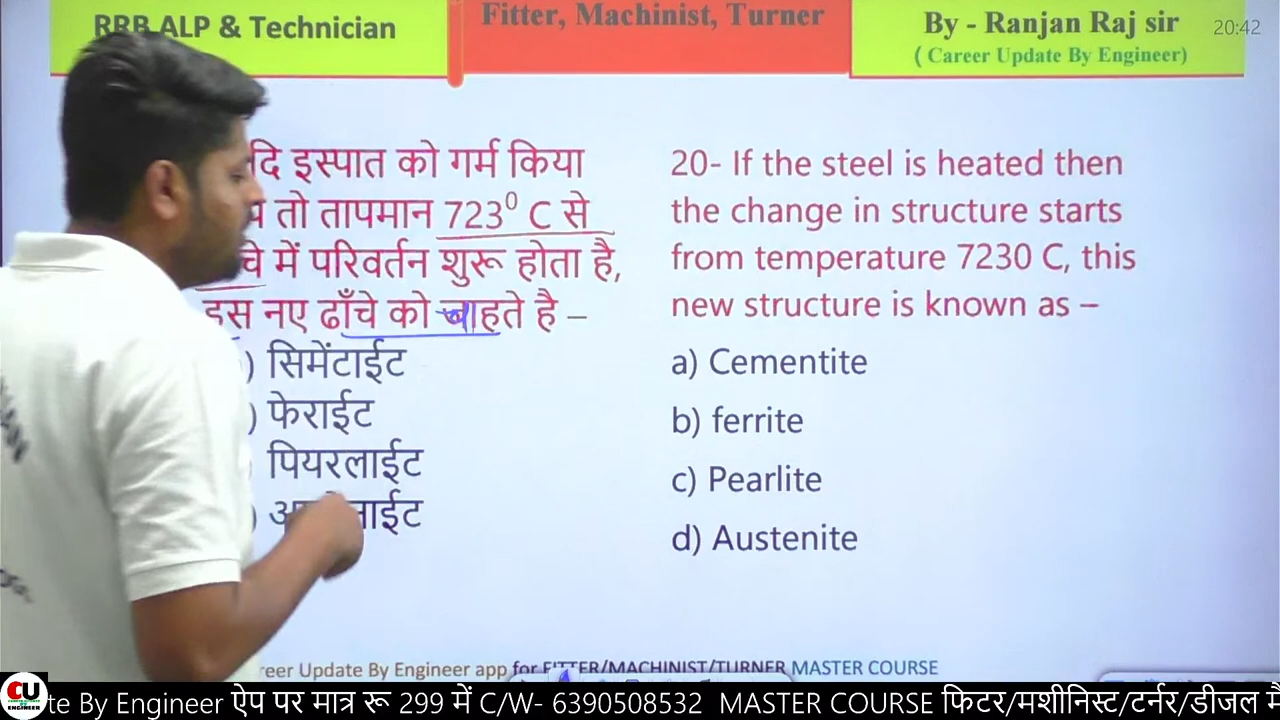 RRB ALP & Technician
Fitter, Machinist, Turner
By - Ranjan Raj sir
( Career Update By Engineer)
20:42
इस्पात को गर्म किया
तो तापमान 723⁰ C से
में परिवर्तन शुरू होता है,
इस नए ढाँचे को है –
) सिमेंटाईट
) फेराईट
पियरलाईट
)
20- If the steel is heated then
the change in structure starts
from temperature 7230 C, this
new structure is known as –
a) Cementite
b) ferrite
c) Pearlite
d) Austenite
Update By Engineer app for FITTER/MACHINIST/TURNER MASTER COURSE
CU
ENGINEER
By Engineer ऐप पर मात्र रू 299 में C/W- 6390508532 MASTER COURSE फिटर/मशीनिस्ट/टर्नर/डीजल